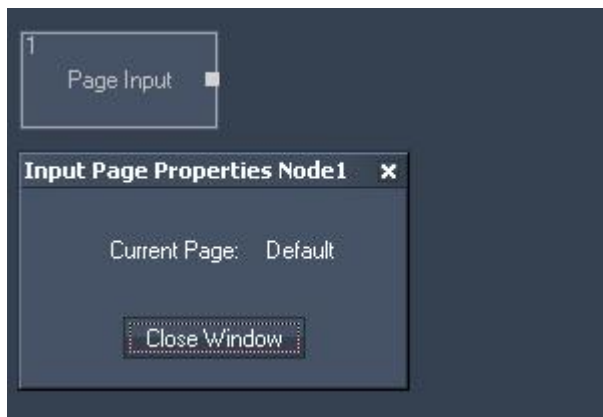 1
Page Input
Input Page Properties Node1
Current Page: Default
Close Window